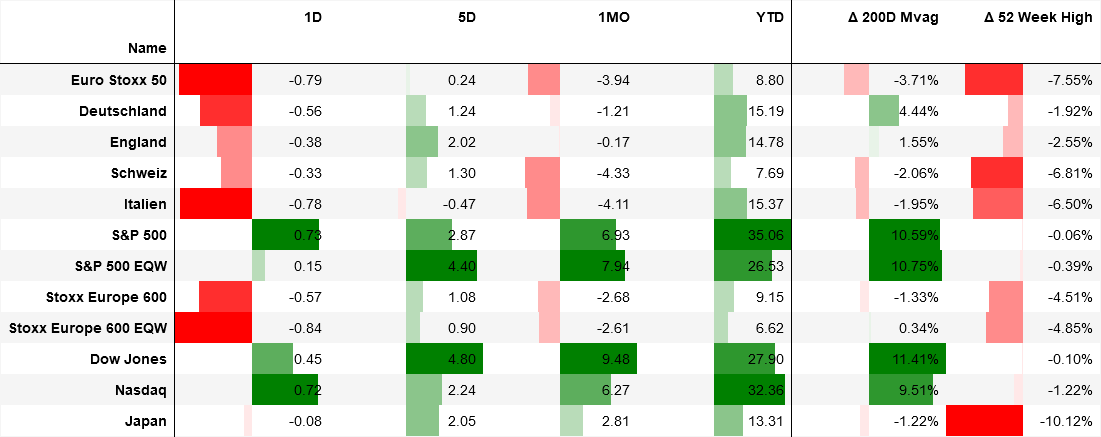 1D 5D 1MO YTD Δ 200D Mvag Δ 52 Week High
Name
Euro Stoxx 50 -0.79 0.24 -3.94 8.80 -3.71% -7.55%
Deutschland -0.56 1.24 -1.21 15.19 4.44% -1.92%
England -0.38 2.02 -0.17 14.78 1.55% -2.55%
Schweiz -0.33 1.30 -4.33 7.69 -2.06% -6.81%
Italien -0.78 -0.47 -4.11 15.37 -1.95% -6.50%
S&P 500 0.73 2.87 6.93 35.06 10.59% -0.06%
S&P 500 EQW 0.15 4.40 7.94 26.53 10.75% -0.39%
Stoxx Europe 600 -0.57 1.08 -2.68 9.15 -1.33% -4.51%
Stoxx Europe 600 EQW -0.84 0.90 -2.61 6.62 0.34% -4.85%
Dow Jones 0.45 4.80 9.48 27.90 11.41% -0.10%
Nasdaq 0.72 2.24 6.27 32.36 9.51% -1.22%
Japan -0.08 2.05 2.81 13.31 -1.22% -10.12%